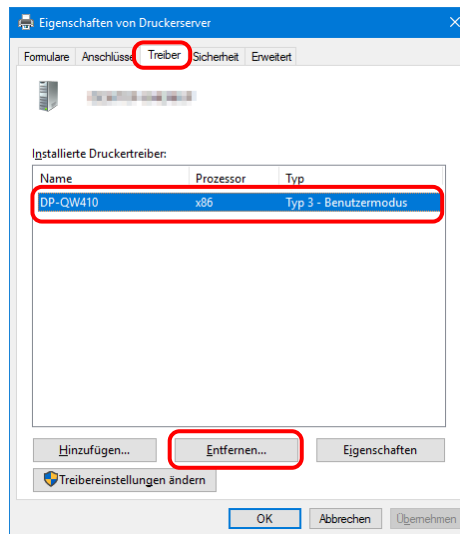 Eigenschaften von Druckerserver
Formulare Anschlüsse Treiber Sicherheit Erweitert
Installierte Druckertreiber:
Name Prozessor Typ
DP-QW410 x86 Typ 3 - Benutzermodus
Hinzufügen... Entfernen... Eigenschaften
Treibereinstellungen ändern
OK Abbrechen Übernehmen